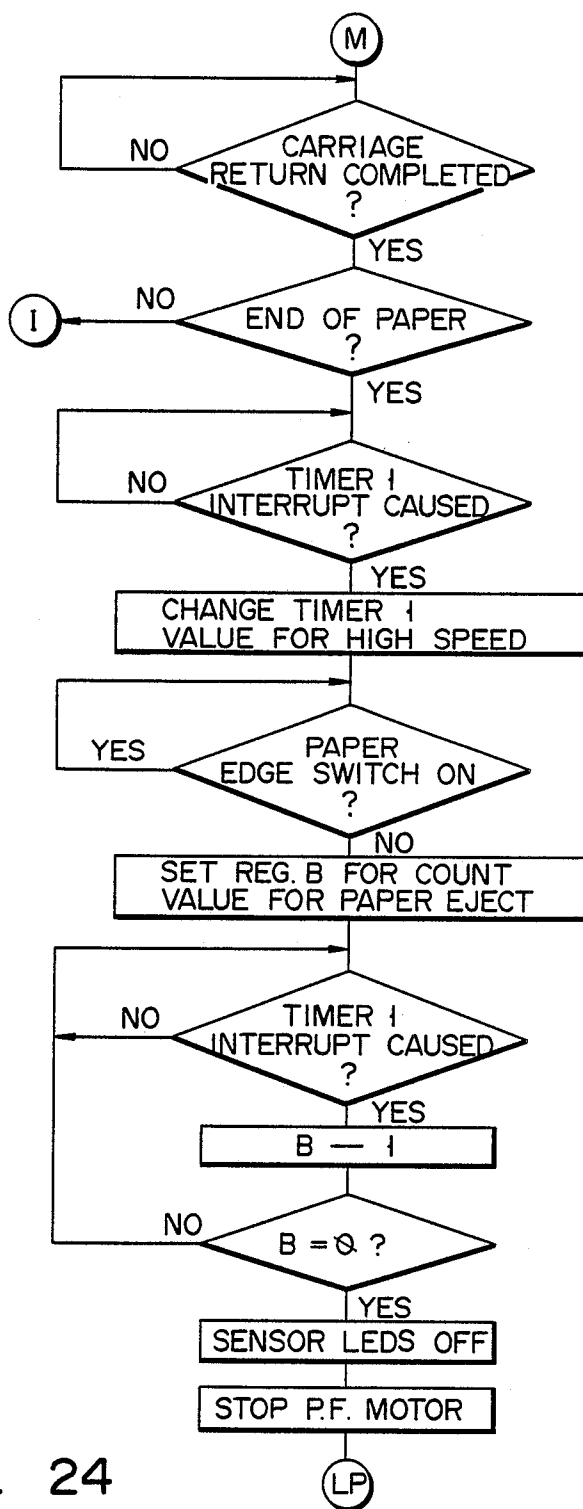 M
CARRIAGE
NO
RETURN COMPLETED
?
YES
NO
I
END OF PAPER
?
YES
TIMER 1
NO
INTERRUPT CAUSED
?
YES
CHANGE TIMER 1
VALUE FOR HIGH SPEED
PAPER
YES
EDGE SWITCH ON
?
NO
SET REG. B FOR COUNT
VALUE FOR PAPER EJECT
TIMER 1
NO
INTERRUPT CAUSED
?
YES
B — 1
NO
B = 0 ?
YES
SENSOR LEDS OFF
STOP P.F. MOTOR
LP
24